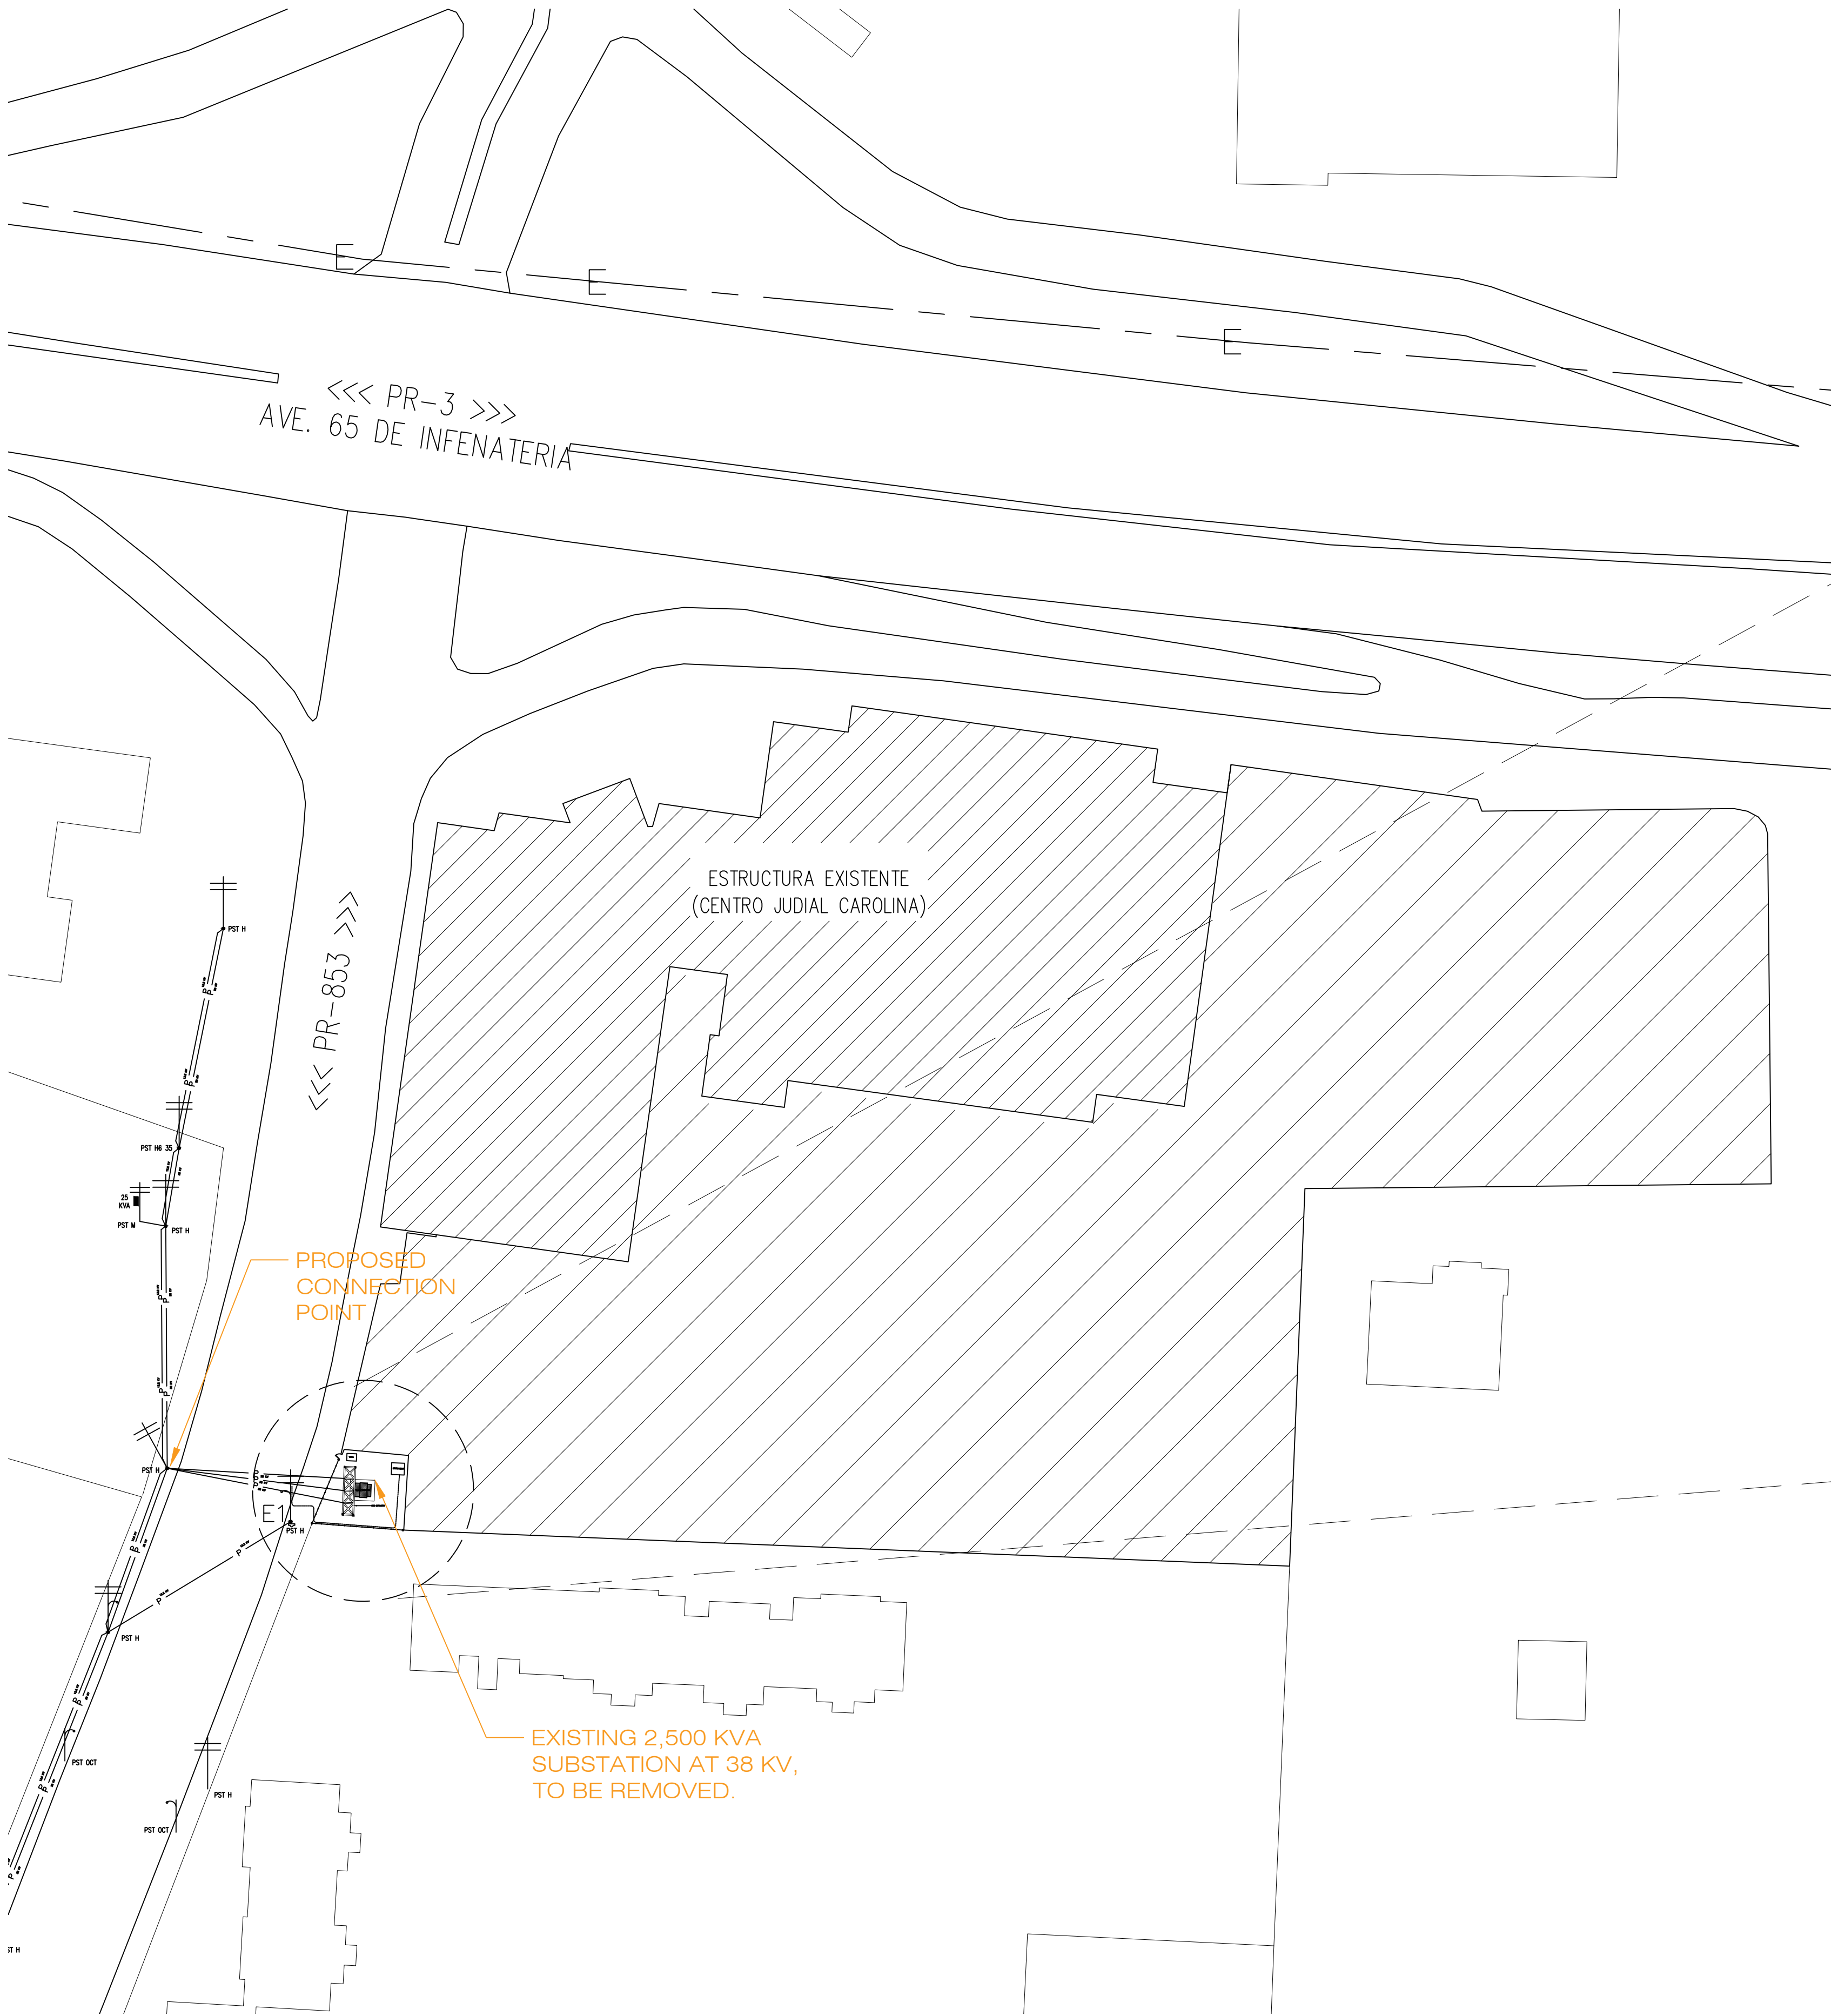 E
E
E
<<< PR-3 >>>
AVE. 65 DE INFENATERIA
ESTRUCTURA EXISTENTE
(CENTRO JUDIAL CAROLINA)
<<< PR-853 >>>
PST H
P
P
P
P
PST H6 35
25
KVA
PST M
PST H
PROPOSED
CONNECTION
POINT
P
P
P
P
PST H
P
P
E1
PST H
P
P
P
P
PST H
P
P
PST OCT
P
P
PST H
PST OCT
P
ST H
EXISTING 2,500 KVA
SUBSTATION AT 38 KV,
TO BE REMOVED.